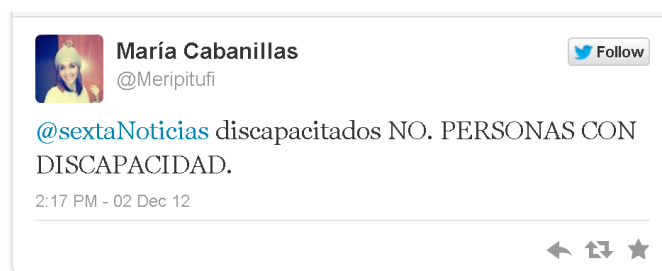 María Cabanillas
@Meripitufi
Follow
@sextaNoticias discapacitados NO. PERSONAS CON
DISCAPACIDAD.
2:17 PM - 02 Dec 12